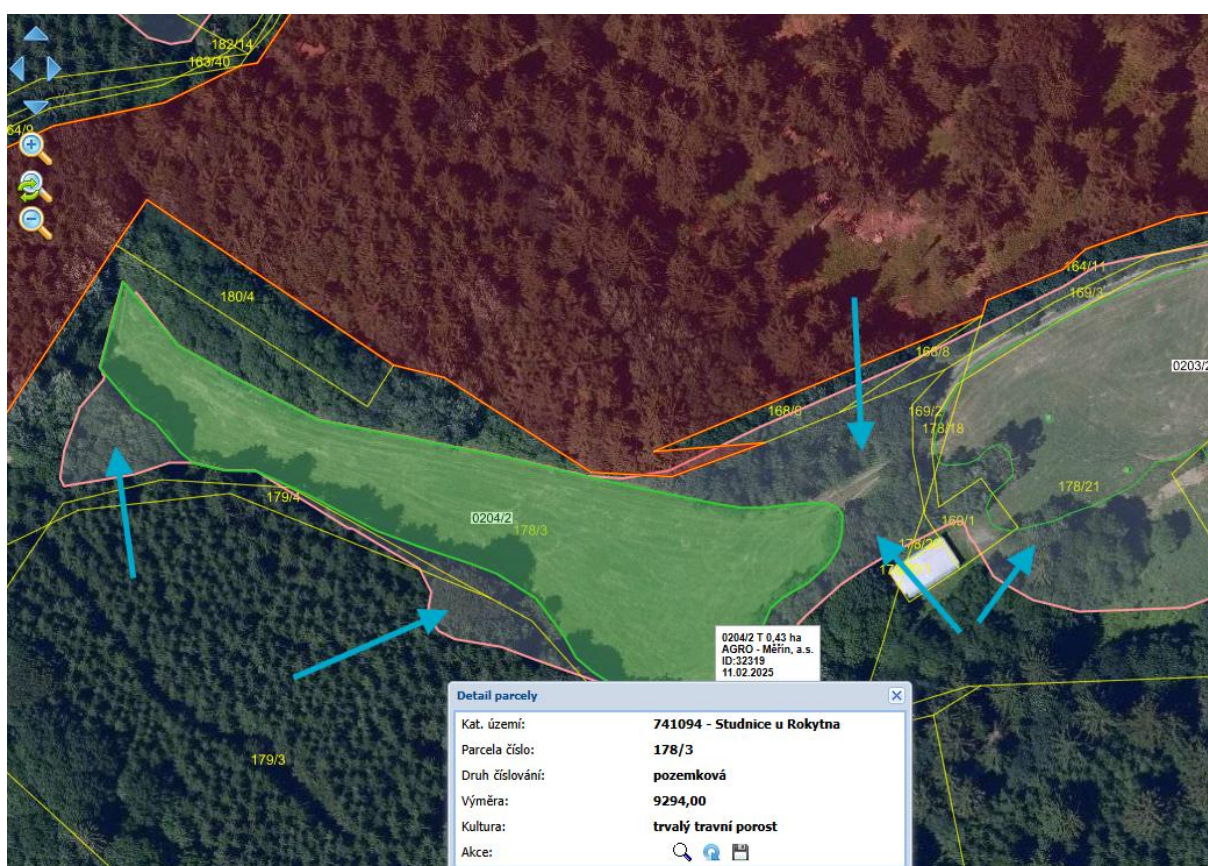 182/14
183/40
64/9
180/4
164/11
169/3
168/8
0203/2
168/9
169/2
178/18
178/21
179/4
0204/2
178/3
169/1
0204/2 T 0,43 ha
AGRO - Měřín, a.s.
ID:32319
11.02.2025
179/3
Detail parcely
Kat. území: 741094 - Studnice u Rokytna
Parcela číslo: 178/3
Druh číslování: pozemková
Výměra: 9294,00
Kultura: trvalý travní porost
Akce: